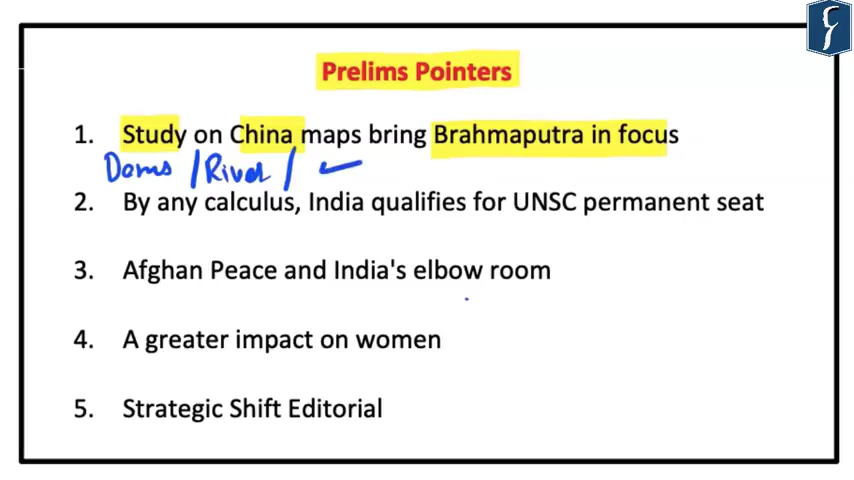 Prelims Pointers
1. Study on China maps bring Brahmaputra in focus
Dams / River /
2. By any calculus, India qualifies for UNSC permanent seat
3. Afghan Peace and India's elbow room
4. A greater impact on women
5. Strategic Shift Editorial